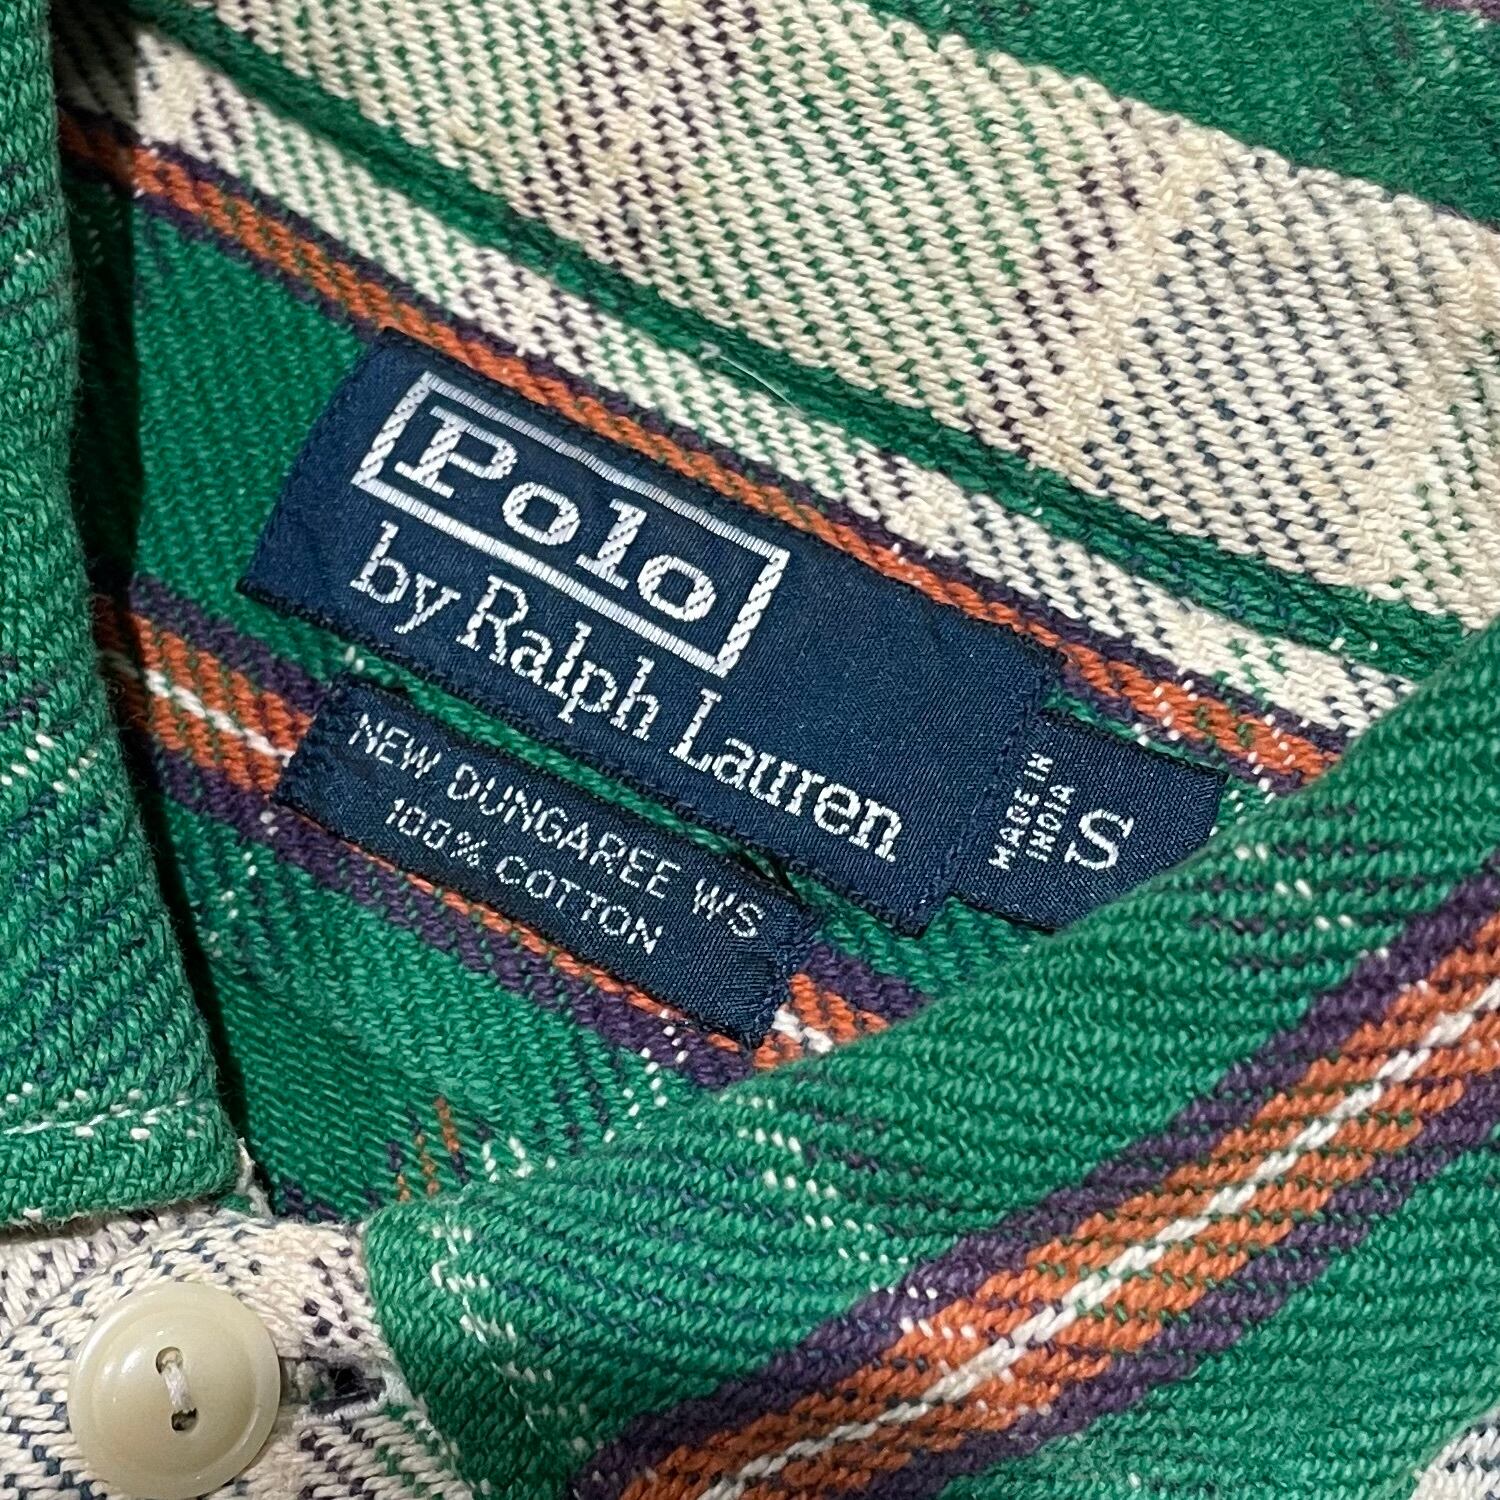 Polo
by Ralph Lauren
MADE IN
INDIA
S
NEW DUNGAREE W'S
100% COTTON